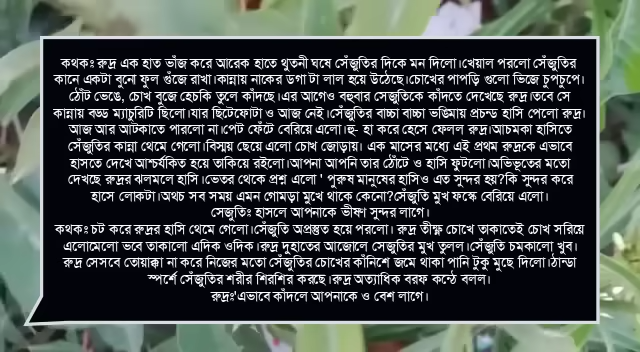 কথকঃ রুদ্র এক হাত ভাঁজ করে আরেক হাতে থুতনী ঘষে সেঁজুতির দিকে মন দিলো।খেয়াল পরলো সেঁজুতির
কানে একটা বুনো ফুল গুঁজে রাখা।কান্নায় নাকের ডগা টা লাল হয়ে উঠেছে।চোখের পাপড়ি গুলো ভিজে চুপচুপে।
ঠোঁট ভেঙে, চোখ বুজে হেচকি তুলে কাঁদছে।এর আগেও বহুবার সেজুতিকে কাঁদতে দেখেছে রুদ্র।তবে সে
কান্নায় বড্ড ম্যাচুরিটি ছিলো।যার ছিটেফোটা ও আজ নেই।সেঁজুতির বাচ্চা বাচ্চা ভঙিমায় প্রচন্ড হাসি পেলো রুদ্র।
আজ আর আটকাতে পারলো না।পেট ফেঁটে বেরিয়ে এলো।হু- হা করে হেসে ফেলল রুদ্র।আচমকা হাসিতে
সেঁজুতির কান্না থেমে গেলো।বিস্ময় ছেয়ে এলো চোখ জোড়ায়। এক মাসের মধ্যে এই প্রথম রুদ্রকে এভাবে
হাসতে দেখে আশ্চর্যকিত হয়ে তাকিয়ে রইলো।আপনা আপনি তার ঠোঁটে ও হাসি ফুটলো।অভিভূতের মতো
দেখছে রুদ্রর ঝলমলে হাসি।ভেতর থেকে প্রশ্ন এলো ' পুরুষ মানুষের হাসিও এত সুন্দর হয়?কি সুন্দর করে
হাসে লোকটা।অথচ সব সময় এমন গোমড়া মুখে থাকে কেনো?সেঁজুতি মুখ ফস্কে বেরিয়ে এলো।
সেজুতিঃ হাসলে আপনাকে ভীষণ সুন্দর লাগে।
কথকঃ চট করে রুদ্রর হাসি থেমে গেলো।সেঁজুতি অপ্রস্তুত হয়ে পরলো। রুদ্র তীক্ষ্ণ চোখে তাকাতেই চোখ সরিয়ে
এলোমেলো ভবে তাকালো এদিক ওদিক।রুদ্র দুহাতের আজোলে সেজুতির মুখ তুলল।সেঁজুতি চমকালো খুব।
রুদ্র সেসবে তোয়াক্কা না করে নিজের মতো সেঁজুতির চোখের কাঁনিশে জমে থাকা পানি টুকু মুছে দিলো।ঠান্ডা
স্পর্শে সেঁজুতির শরীর শিরশির করছে।রুদ্র অত্যাধিক বরফ কন্ঠে বলল।
রুদ্রঃ'এভাবে কাঁদলে আপনাকে ও বেশ লাগে।